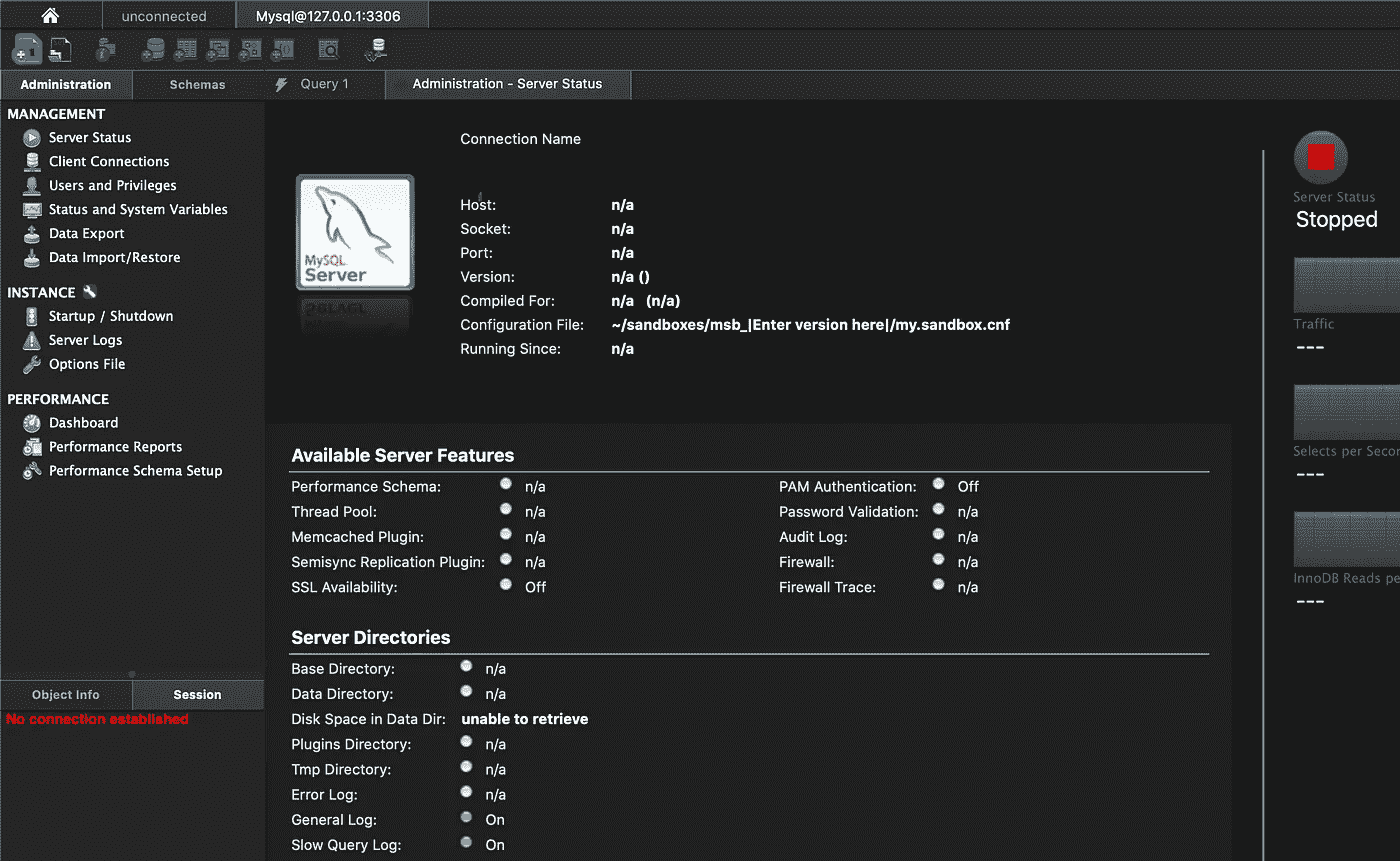 unconnected
Mysql@127.0.0.1:3306
Administration
Schemas
Query 1
Administration - Server Status
MANAGEMENT
Server Status
Client Connections
Users and Privileges
Status and System Variables
Data Export
Data Import/Restore
INSTANCE
Startup / Shutdown
Server Logs
Options File
PERFORMANCE
Dashboard
Performance Reports
Performance Schema Setup
Object Info
Session
No connection established
Connection Name
MySQL
Server
Host: n/a
Socket: n/a
Port: n/a
Version: n/a ()
Compiled For: n/a (n/a)
Configuration File: ~/sandboxes/msb_|Enter version here|/my.sandbox.cnf
Running Since: n/a
Available Server Features
Performance Schema: n/a
Thread Pool: n/a
Memcached Plugin: n/a
Semisync Replication Plugin: n/a
SSL Availability: Off
PAM Authentication: Off
Password Validation: n/a
Audit Log: n/a
Firewall: n/a
Firewall Trace: n/a
Server Directories
Base Directory: n/a
Data Directory: n/a
Disk Space in Data Dir: unable to retrieve
Plugins Directory: n/a
Tmp Directory: n/a
Error Log: n/a
General Log: On
Slow Query Log: On
Server Status
Stopped
Traffic
---
Selects per Secon
---
InnoDB Reads pe
---